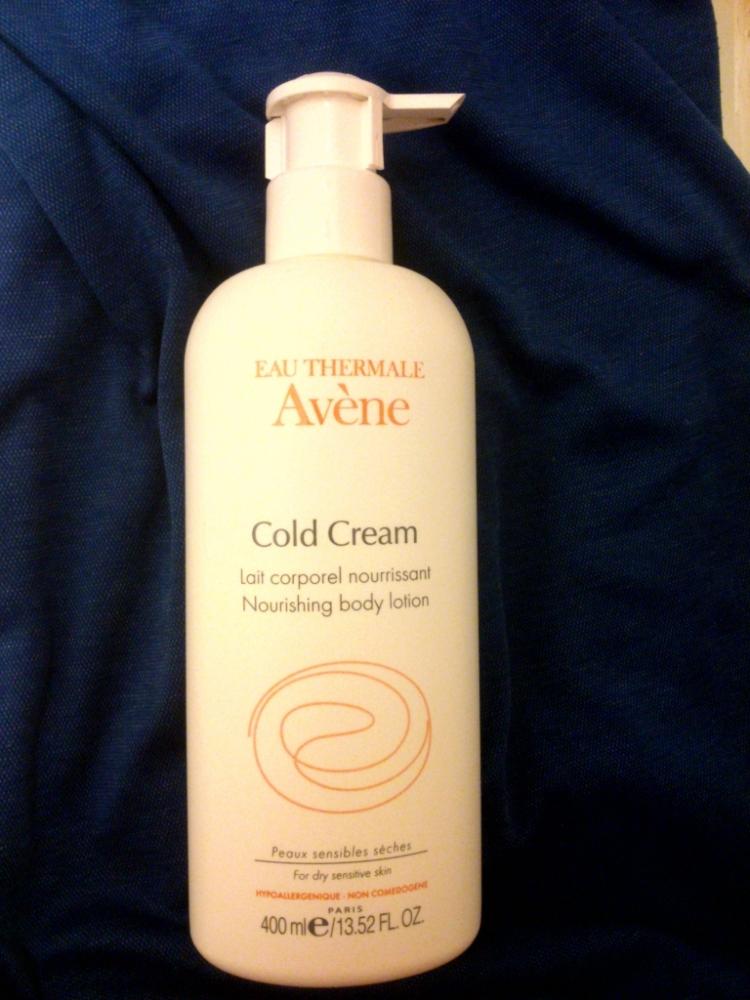 EAU THERMALE
Avène
Cold Cream
Lait corporel nourrissant
Nourishing body lotion
Peaux sensibles sèches
For dry sensitive skin
HYPOALLERGENIQUE - NON COMEDOGENE
PARIS
400 ml e/13.52 FL. OZ.